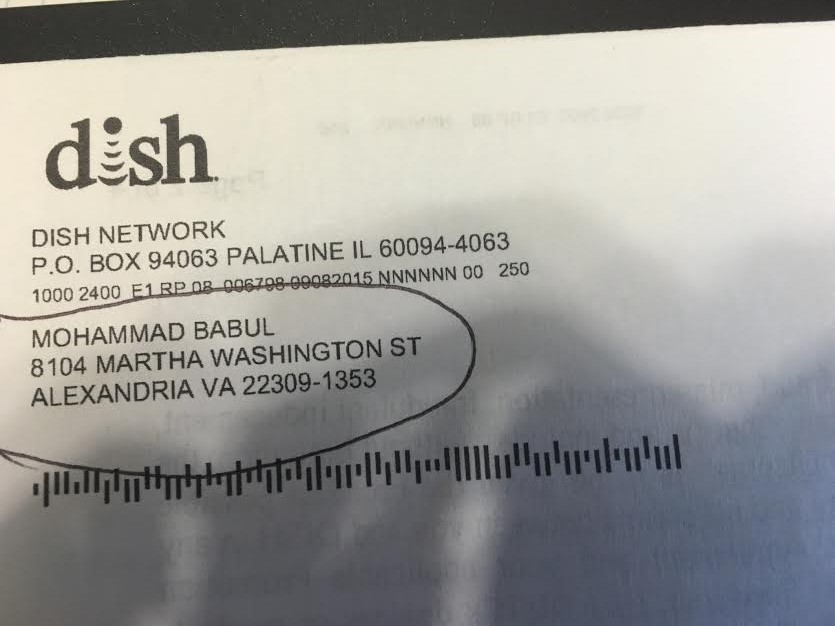 dish
DISH NETWORK
P.O. BOX 94063 PALATINE IL 60094-4063
1000 2400 E1 RP 08 006798 09082015 NNNNNN 00 250
MOHAMMAD BABUL
8104 MARTHA WASHINGTON ST
ALEXANDRIA VA 22309-1353